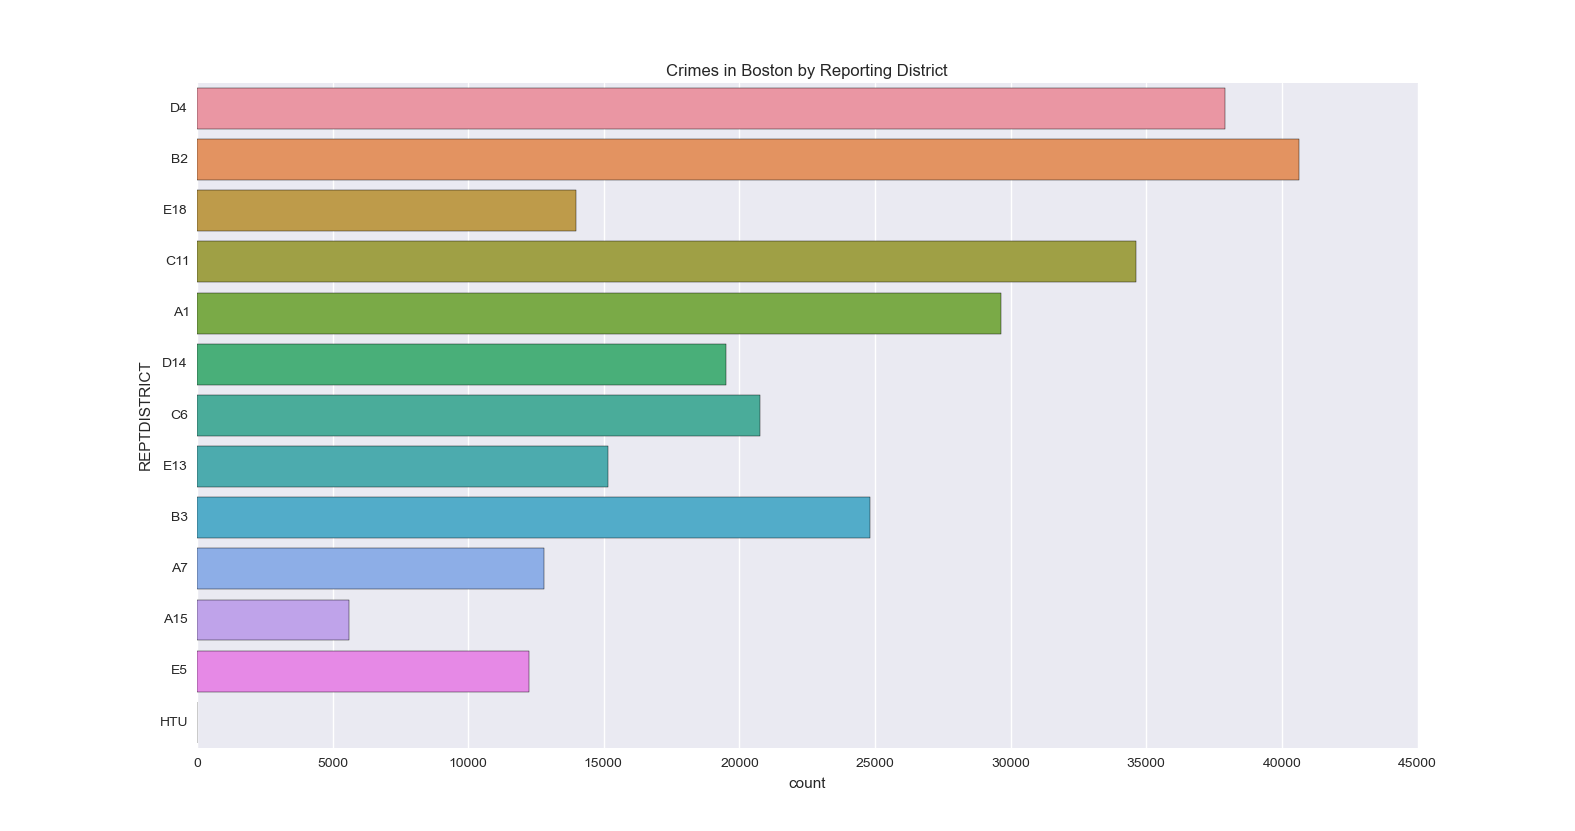 Crimes in Boston by Reporting District
REPTDISTRICT
D4
B2
E18
C11
A1
D14
C6
E13
B3
A7
A15
E5
HTU
0 5000 10000 15000 20000 25000 30000 35000 40000 45000
count